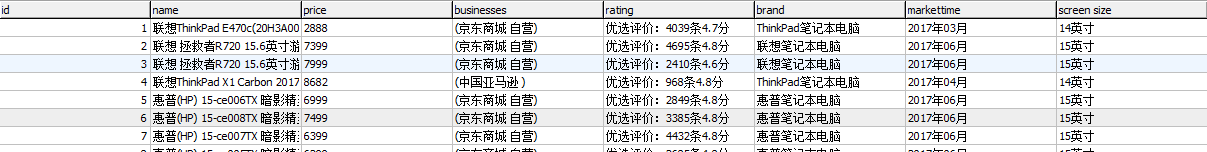 id name price businesses rating brand markettime screen size
1 联想ThinkPad E470c(20H3A00 2888 (京东商城 自营) 优选评价：4039条4.7分 ThinkPad笔记本电脑 2017年03月 14英寸
2 联想 拯救者R720 15.6英寸游 7399 (京东商城 自营) 优选评价：4695条4.8分 联想笔记本电脑 2017年06月 15英寸
3 联想 拯救者R720 15.6英寸游 7999 (京东商城 自营) 优选评价：2410条4.6分 联想笔记本电脑 2017年06月 15英寸
4 联想ThinkPad X1 Carbon 2017 8682 (中国亚马逊 ) 优选评价：968条4.8分 ThinkPad笔记本电脑 2017年04月 14英寸
5 惠普(HP) 15-ce006TX 暗影精 6999 (京东商城 自营) 优选评价：2849条4.8分 惠普笔记本电脑 2017年06月 15英寸
6 惠普(HP) 15-ce008TX 暗影精 7499 (京东商城 自营) 优选评价：3385条4.8分 惠普笔记本电脑 2017年06月 15英寸
7 惠普(HP) 15-ce007TX 暗影精 6399 (京东商城 自营) 优选评价：4432条4.8分 惠普笔记本电脑 2017年06月 15英寸